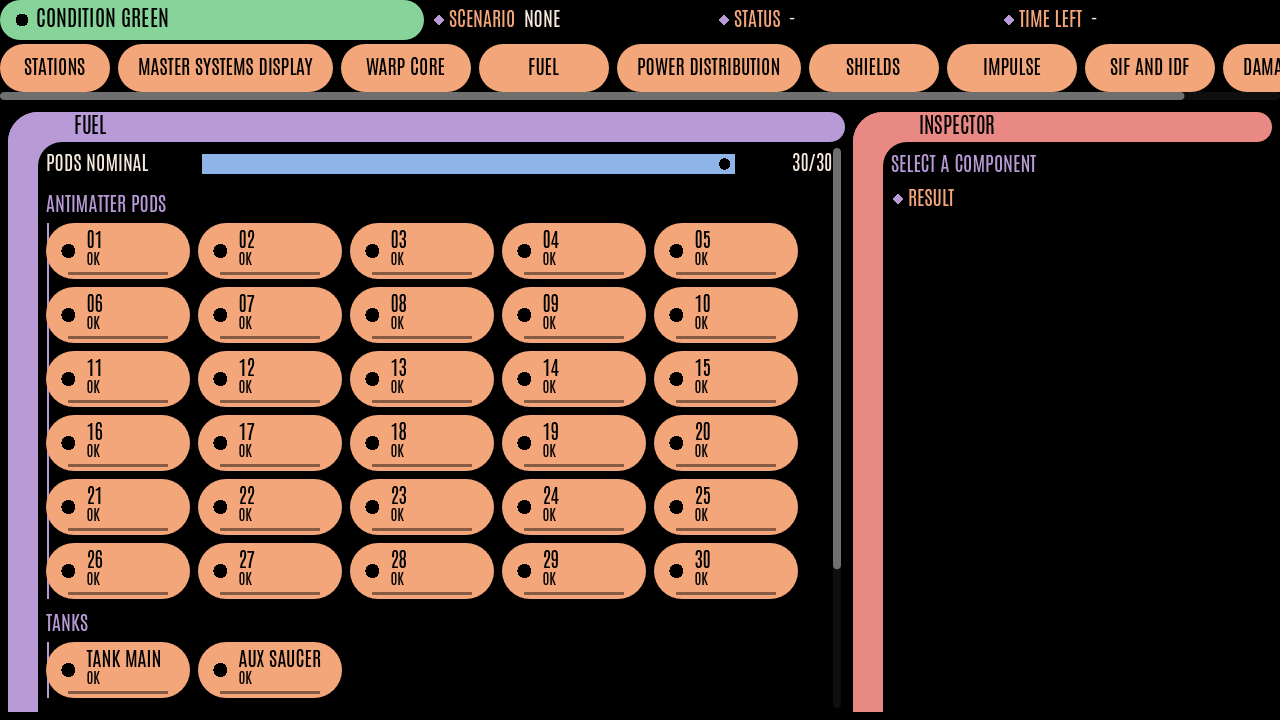 CONDITION GREEN
SCENARIO NONE
STATUS -
TIME LEFT -
STATIONS
MASTER SYSTEMS DISPLAY
WARP CORE
FUEL
POWER DISTRIBUTION
SHIELDS
IMPULSE
SIF AND IDF
DAMA
FUEL
PODS NOMINAL 30/30
ANTIMATTER PODS
01
OK
02
OK
03
OK
04
OK
05
OK
06
OK
07
OK
08
OK
09
OK
10
OK
11
OK
12
OK
13
OK
14
OK
15
OK
16
OK
17
OK
18
OK
19
OK
20
OK
21
OK
22
OK
23
OK
24
OK
25
OK
26
OK
27
OK
28
OK
29
OK
30
OK
TANKS
TANK MAIN
OK
AUX SAUCER
OK
INSPECTOR
SELECT A COMPONENT
RESULT